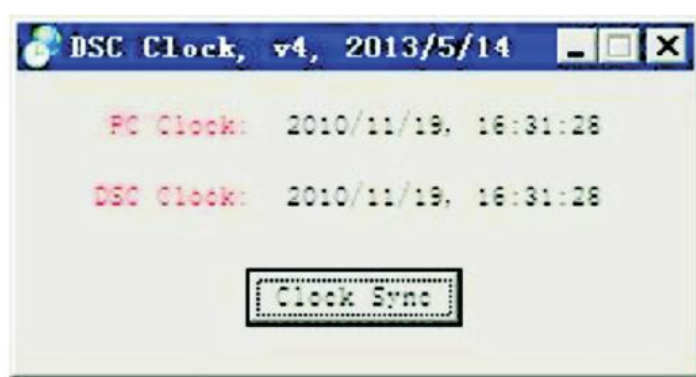 DSC Clock, v4, 2013/5/14
PC Clock: 2010/11/19, 16:31:28
DSC Clock: 2010/11/19, 16:31:28
Clock Sync